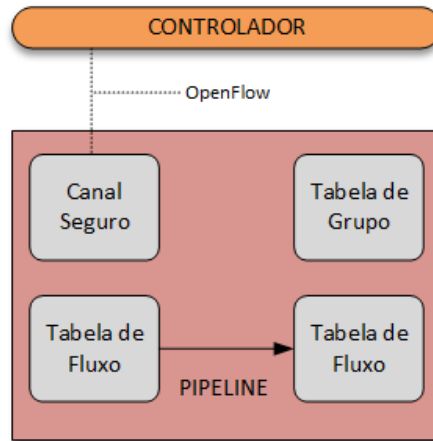 CONTROLADOR
OpenFlow
Canal
Seguro
Tabela de
Grupo
Tabela de
Fluxo
Tabela de
Fluxo
PIPELINE